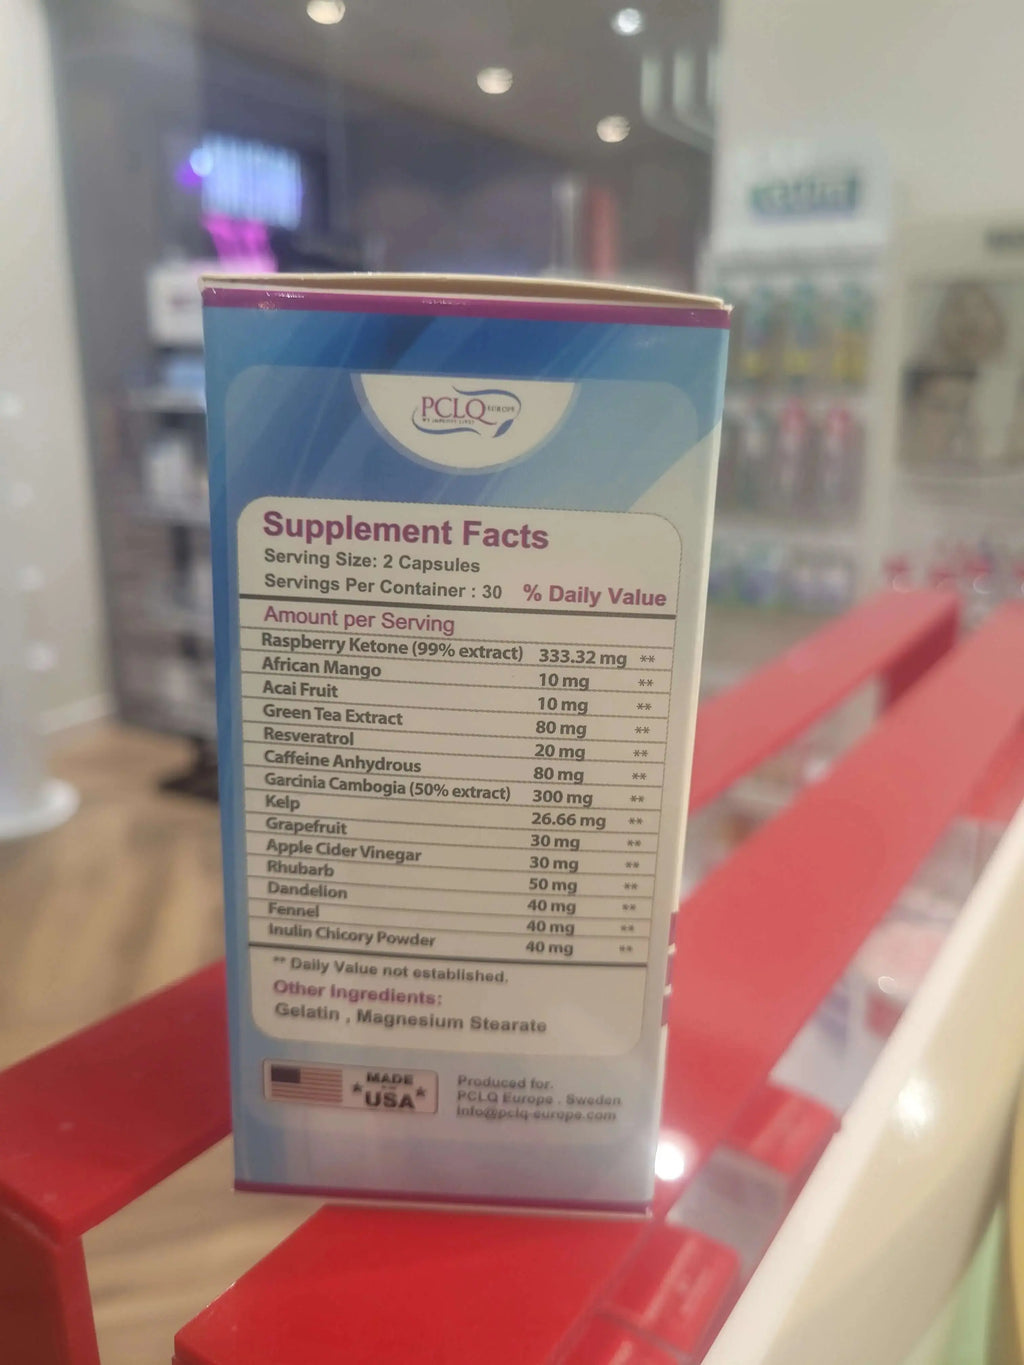 PCLQ EUROPE
WE IMPROVE LIVES
Supplement Facts
Serving Size: 2 Capsules
Servings Per Container : 30 % Daily Value
Amount per Serving
Raspberry Ketone (99% extract) 333.32 mg **
African Mango 10 mg **
Acai Fruit 10 mg **
Green Tea Extract 80 mg **
Resveratrol 20 mg **
Caffeine Anhydrous 80 mg **
Garcinia Cambogia (50% extract) 300 mg **
Kelp 26.66 mg **
Grapefruit 30 mg **
Apple Cider Vinegar 30 mg **
Rhubarb 50 mg **
Dandelion 40 mg **
Fennel 40 mg **
Inulin Chicory Powder 40 mg **
** Daily Value not established.
Other Ingredients:
Gelatin , Magnesium Stearate
MADE
USA
Produced for.
PCLQ Europe . Sweden
Info@pclq-europe.com